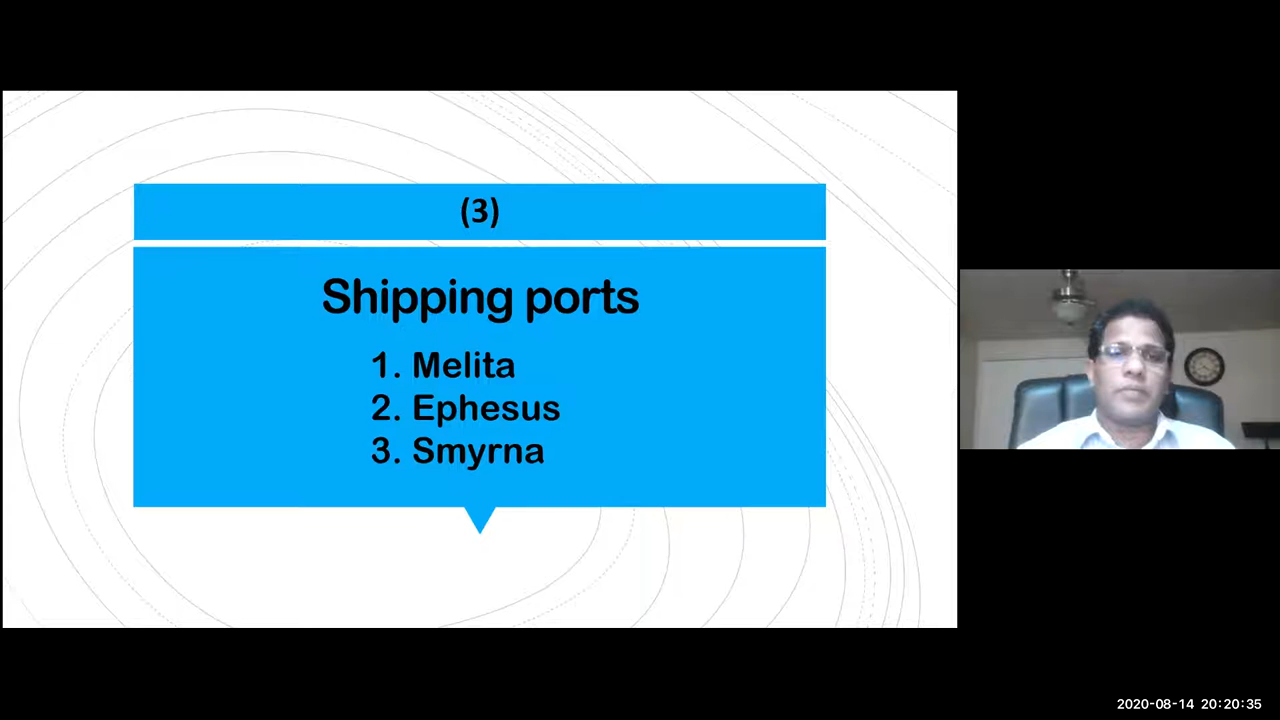 (3)
Shipping ports
1. Melita
2. Ephesus
3. Smyrna
2020-08-14 20:20:35